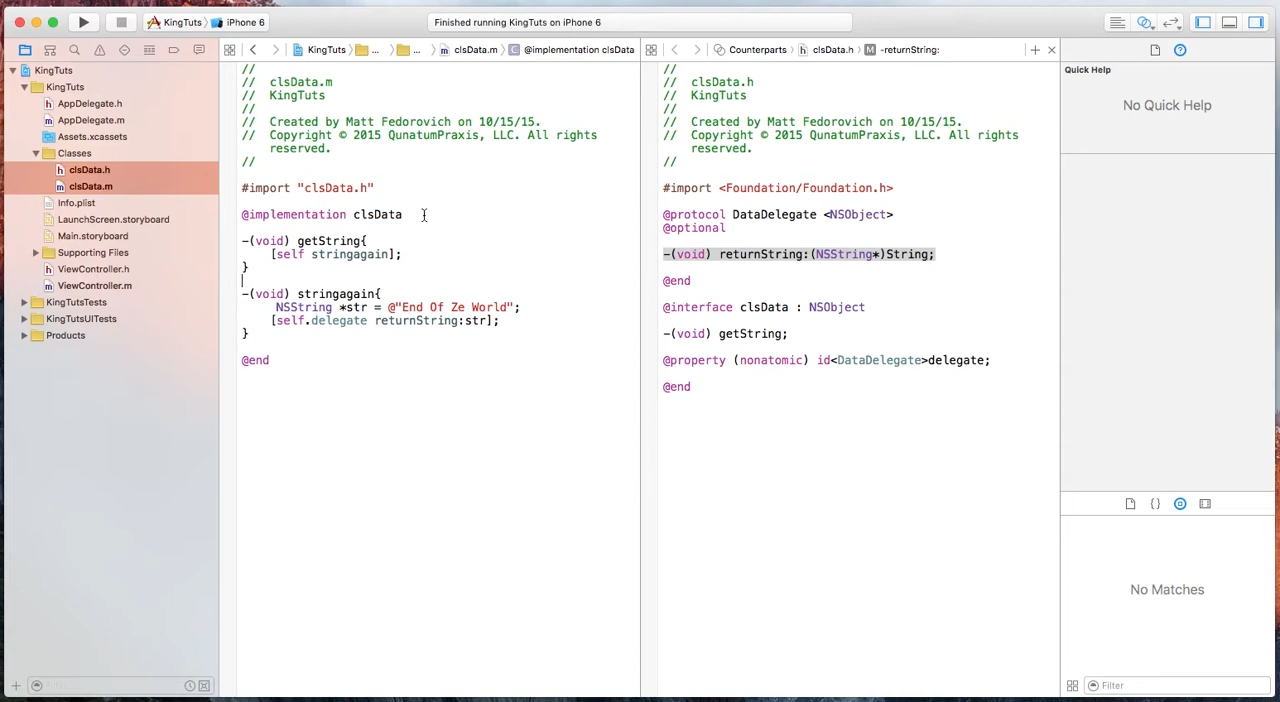 KingTuts > iPhone 6
Finished running KingTuts on iPhone 6
KingTuts > ... > ... > clsData.m > @implementation clsData
Counterparts > clsData.h > -returnString:
KingTuts
KingTuts
AppDelegate.h
AppDelegate.m
Assets.xcassets
Classes
clsData.h
clsData.m
Info.plist
LaunchScreen.storyboard
Main.storyboard
Supporting Files
ViewController.h
ViewController.m
KingTutsTests
KingTutsUITests
Products
//
//  clsData.m
//  KingTuts
//
//  Created by Matt Fedorovich on 10/15/15.
//  Copyright © 2015 QunatumPraxis, LLC. All rights
reserved.
//
#import "clsData.h"
@implementation clsData
-(void) getString{
[self stringagain];
}
-(void) stringagain{
NSString *str = @"End Of Ze World";
[self.delegate returnString:str];
}
@end
//
//  clsData.h
//  KingTuts
//
//  Created by Matt Fedorovich on 10/15/15.
//  Copyright © 2015 QunatumPraxis, LLC. All rights
reserved.
//
#import <Foundation/Foundation.h>
@protocol DataDelegate <NSObject>
@optional
-(void) returnString:(NSString*)String;
@end
@interface clsData : NSObject
-(void) getString;
@property (nonatomic) id<DataDelegate>delegate;
@end
Quick Help
No Quick Help
No Matches
Filter